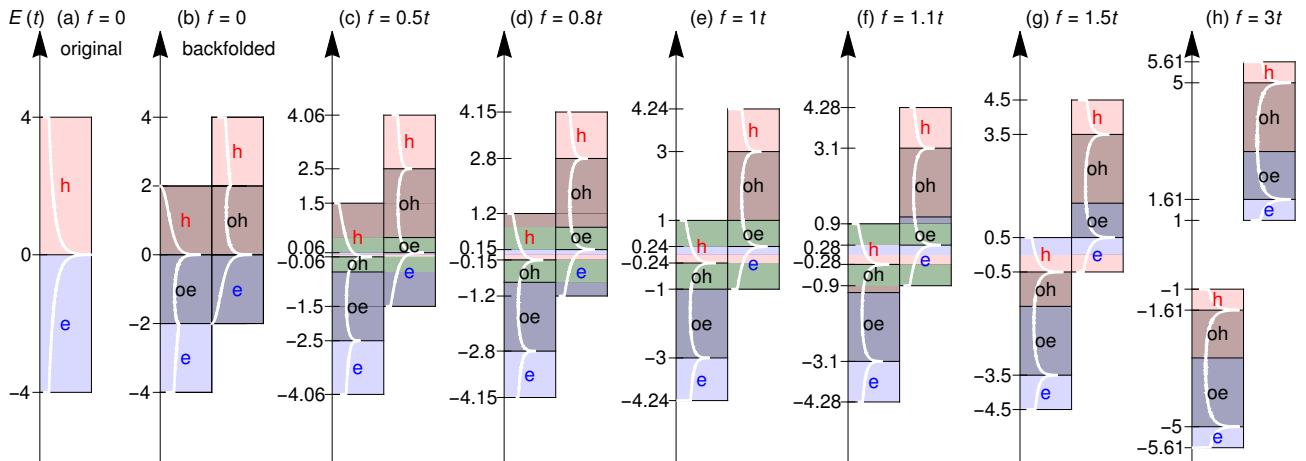 E (t) (a) f = 0 (b) f = 0 (c) f = 0.5t (d) f = 0.8t (e) f = 1t (f) f = 1.1t (g) f = 1.5t (h) f = 3t
original backfolded
4
h
0
e
−4
4
h
2
h oh
0
oe e
−2
e
−4
4.06
h
2.5
oh
1.5
h
oe
0.06
−0.06
oh e
oe
−1.5
−2.5
e
−4.06
4.15
h
2.8
oh
1.2
h oe
0.15
−0.15
oh e
−1.2
oe
−2.8
e
−4.15
4.24
h
3
oh
1
oe
0.24
h
−0.24
oh e
−1
oe
−3
e
−4.24
4.28
h
3.1
oh
0.9
oe
0.28
h
−0.28
oh e
−0.9
oe
−3.1
e
−4.28
4.5
h
3.5
oh
oe
0.5
h e
−0.5
oh
oe
−3.5
e
−4.5
5.61
h
5
oh
oe
1.61
e
1
−1
h
−1.61
oh
oe
−5
e
−5.61